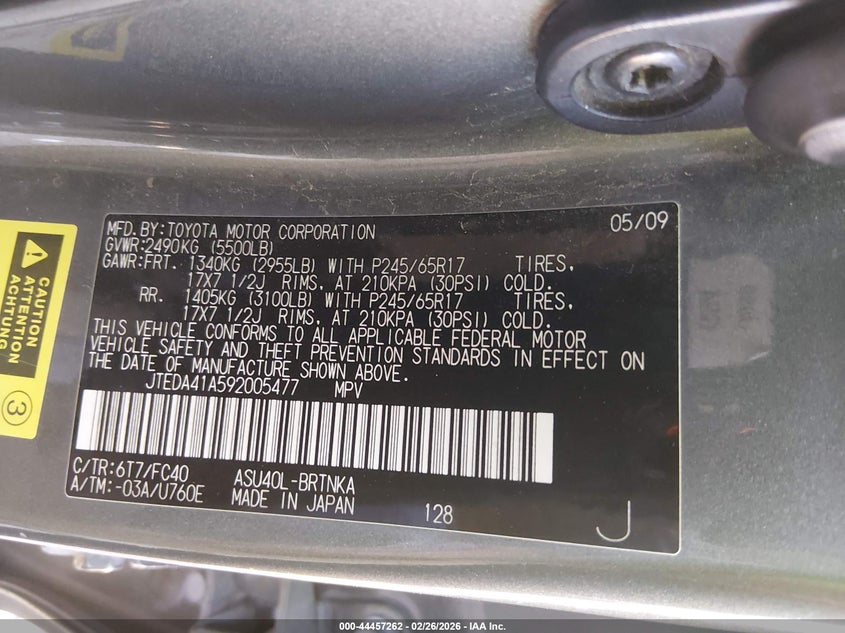 MFD. BY: TOYOTA MOTOR CORPORATION 05/09
GVWR: 2490KG (5500LB)
GAWR: FRT. 1340KG (2955LB) WITH P245/65R17 TIRES,
17X7 1/2J RIMS, AT 210KPA (30PSI) COLD.
RR. 1405KG (3100LB) WITH P245/65R17 TIRES,
17X7 1/2J RIMS, AT 210KPA (30PSI) COLD.
THIS VEHICLE CONFORMS TO ALL APPLICABLE FEDERAL MOTOR
VEHICLE SAFETY AND THEFT PREVENTION STANDARDS IN EFFECT ON
THE DATE OF MANUFACTURE SHOWN ABOVE.
JTEDA41A592005477 MPV
C/TR: 6T7/FC40 ASU40L-BRTNKA
A/TM: -03A/U760E MADE IN JAPAN 128 J
CAUTION
ATTENTION
ACHTUNG
3
000-44457262 - 02/26/2026 - IAA Inc.